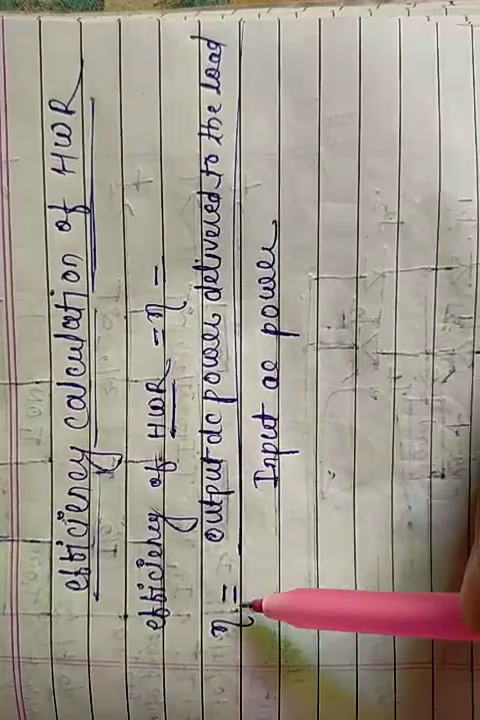 efficiency calculation of HWR
efficiency of HWR - η -
η = output dc power delivered to the load
Input ac power